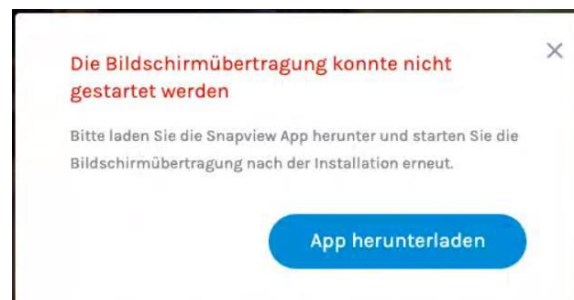 Die Bildschirmübertragung konnte nicht
gestartet werden
Bitte laden Sie die Snapview App herunter und starten Sie die
Bildschirmübertragung nach der Installation erneut.
App herunterladen